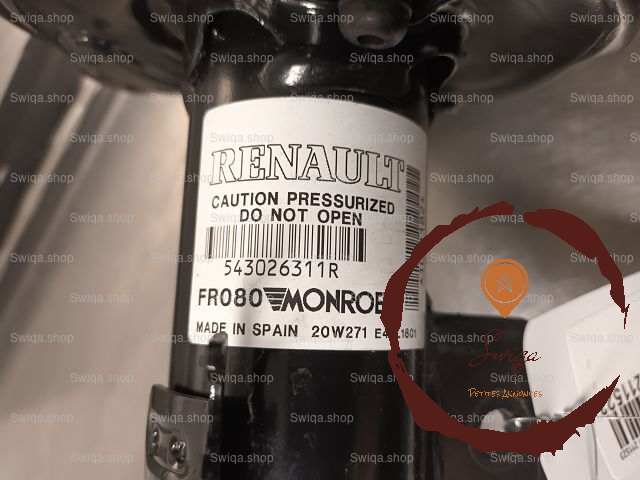 RENAULT
CAUTION PRESSURIZED
DO NOT OPEN
543026311R
FR080 MONROE
MADE IN SPAIN 20W271
Swiqa
PETITES ANNONCES
Swiqa.shop